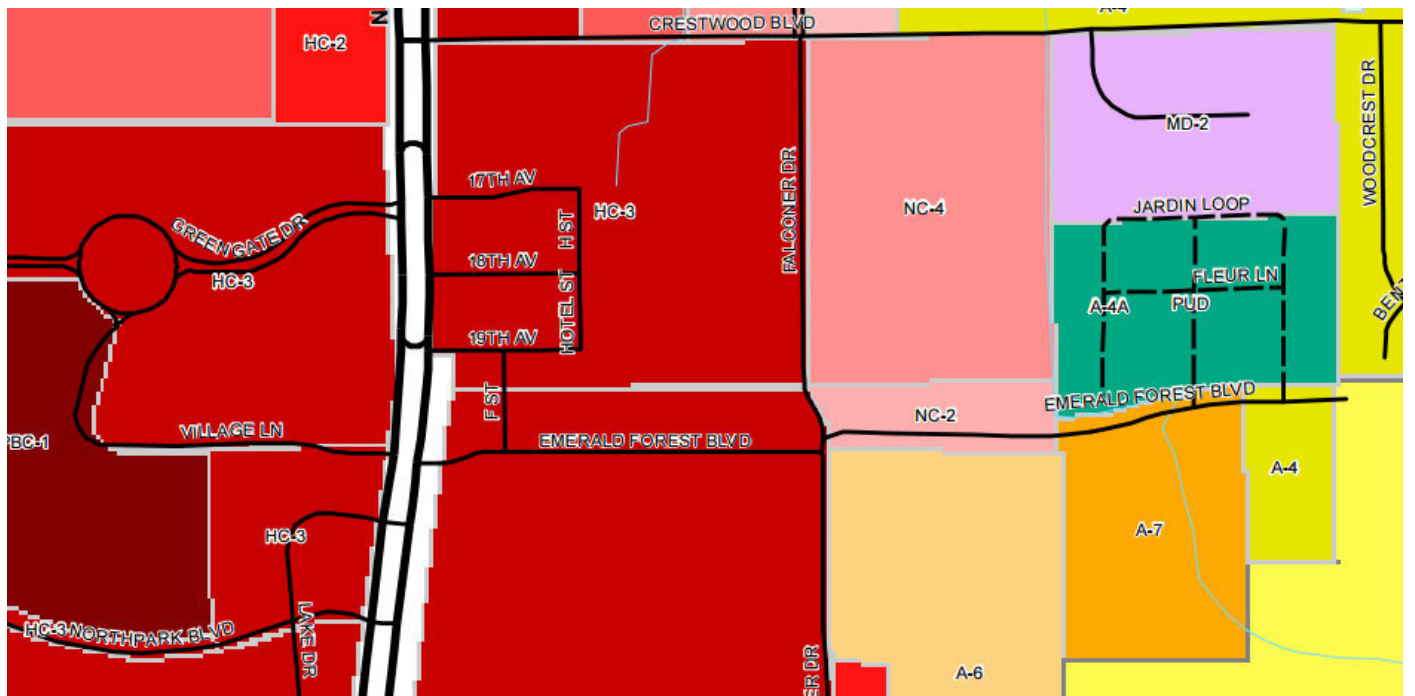 A-4
N
CRESTWOOD BLVD
HC-2
WOODCREST DR
MD-2
17TH AV
FALCONER DR
NC-4
JARDIN LOOP
HC-3
GREENGATE DR
H ST
18TH AV
HC-3
FLEUR LN
A-4A
PUD
HOTEL ST
19TH AV
F ST
EMERALD FOREST BLVD
NC-2
VILLAGE LN
EMERALD FOREST BLVD
PBC-1
A-4
HC-3
A-7
HC-3
NORTHPARK BLVD
LAKE DR
A-6
ER DR